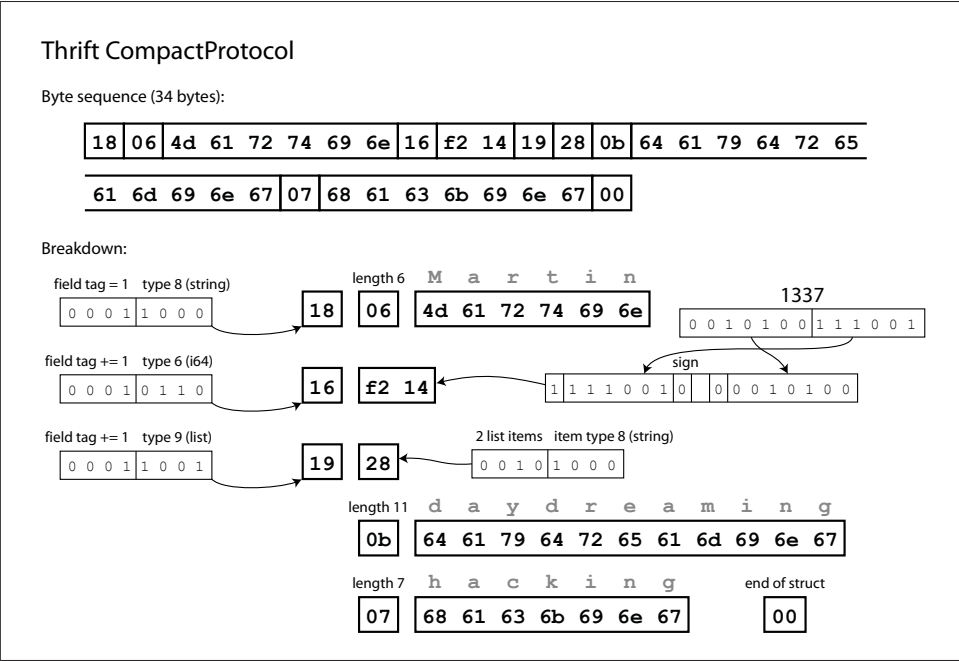 Thrift CompactProtocol
Byte sequence (34 bytes):
18 06 4d 61 72 74 69 6e 16 f2 14 19 28 0b 64 61 79 64 72 65
61 6d 69 6e 67 07 68 61 63 6b 69 6e 67 00
Breakdown:
field tag = 1 type 8 (string)
0 0 0 1 1 0 0 0
18
length 6
06
M a r t i n
4d 61 72 74 69 6e
1337
0 0 1 0 1 0 0 1 1 1 0 0 1
field tag += 1 type 6 (i64)
0 0 0 1 0 1 1 0
16
f2 14
sign
1 1 1 1 0 0 1 0 0 0 0 1 0 1 0 0
field tag += 1 type 9 (list)
0 0 0 1 1 0 0 1
19
28
2 list items item type 8 (string)
0 0 1 0 1 0 0 0
length 11
0b
d a y d r e a m i n g
64 61 79 64 72 65 61 6d 69 6e 67
length 7
07
h a c k i n g
68 61 63 6b 69 6e 67
end of struct
00